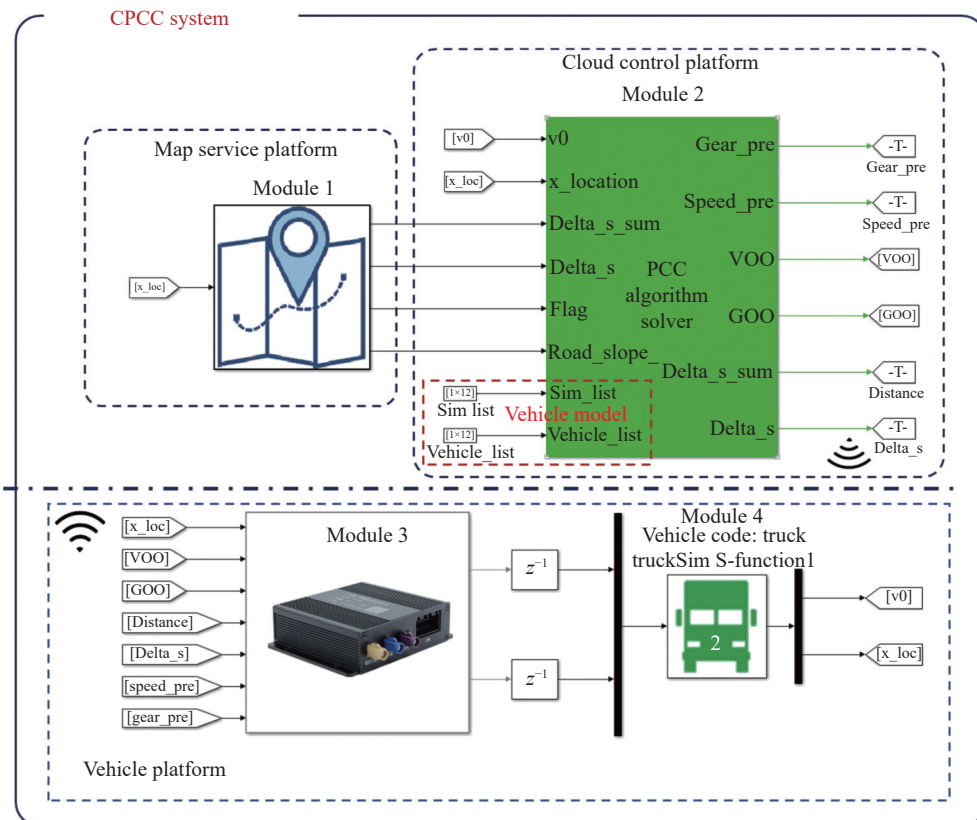 CPCC system
Cloud control platform
Module 2
Map service platform
Module 1
[x_loc]
[v0]
[x_loc]
v0
x_location
Delta_s_sum
Delta_s
Flag
Road_slope_
[1×12]
Sim list
Sim_list
Vehicle model
[1×12]
Vehicle_list
Vehicle_list
PCC
algorithm
solver
Gear_pre
Speed_pre
VOO
GOO
Delta_s_sum
Delta_s
-T-
Gear_pre
-T-
Speed_pre
[VOO]
[GOO]
-T-
Distance
-T-
Delta_s
[x_loc]
[VOO]
[GOO]
[Distance]
[Delta_s]
[speed_pre]
[gear_pre]
Module 3
z⁻¹
z⁻¹
Module 4
Vehicle code: truck
truckSim S-function1
2
[v0]
[x_loc]
Vehicle platform